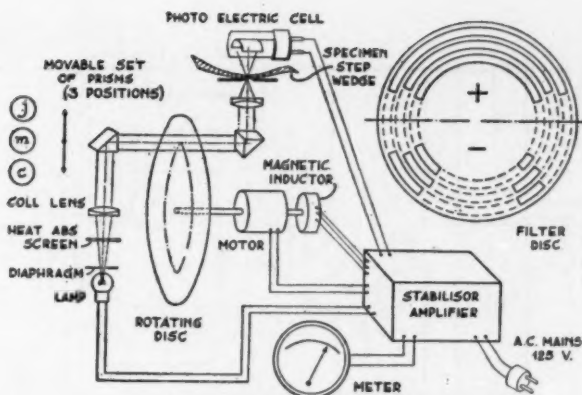 PHOTO ELECTRIC CELL
SPECIMEN
STEP
WEDGE
MOVABLE SET
OF PRISMS
(3 POSITIONS)
j
m
c
+
−
COLL LENS
MAGNETIC
INDUCTOR
HEAT ABS
SCREEN
MOTOR
FILTER
DISC
DIAPHRAGM
LAMP
STABILISOR
AMPLIFIER
ROTATING
DISC
A.C. MAINS
125 V.
METER